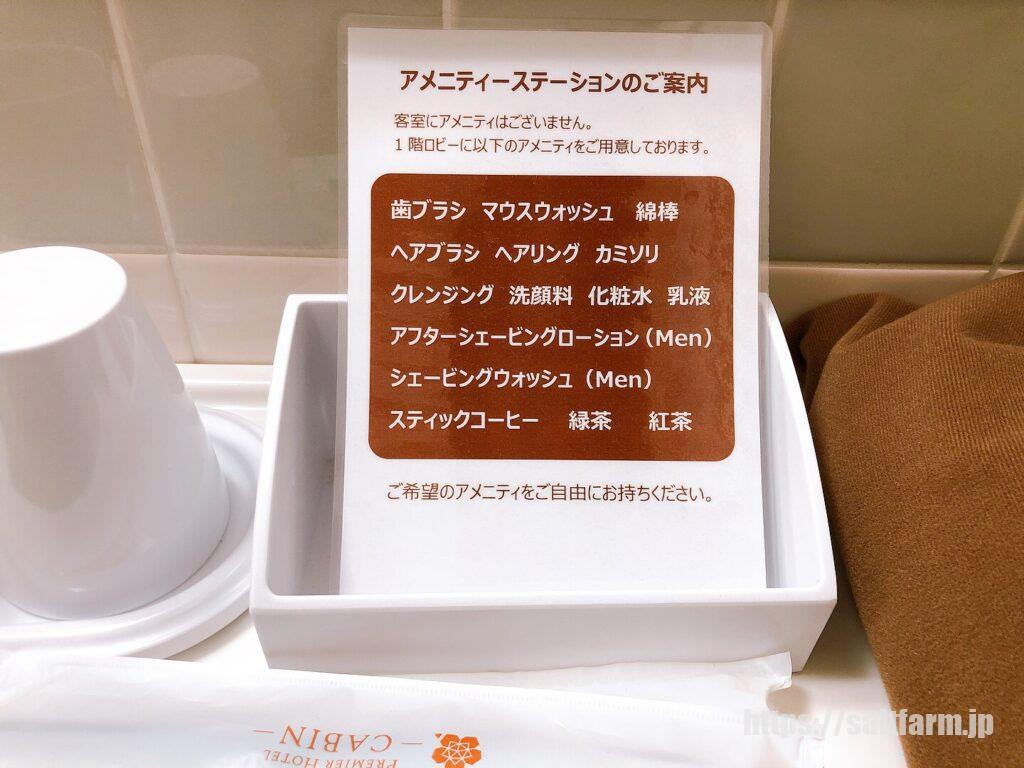 アメニティーステーションのご案内
客室にアメニティはございません。
1階ロビーに以下のアメニティをご用意しております。
歯ブラシ マウスウォッシュ 綿棒
ヘアブラシ ヘアリング カミソリ
クレンジング 洗顔料 化粧水 乳液
アフターシェービングローション（Men）
シェービングウォッシュ（Men）
スティックコーヒー 緑茶 紅茶
ご希望のアメニティをご自由にお持ちください。
PREMIER HOTEL
– CABIN –
https://sakfarm.jp